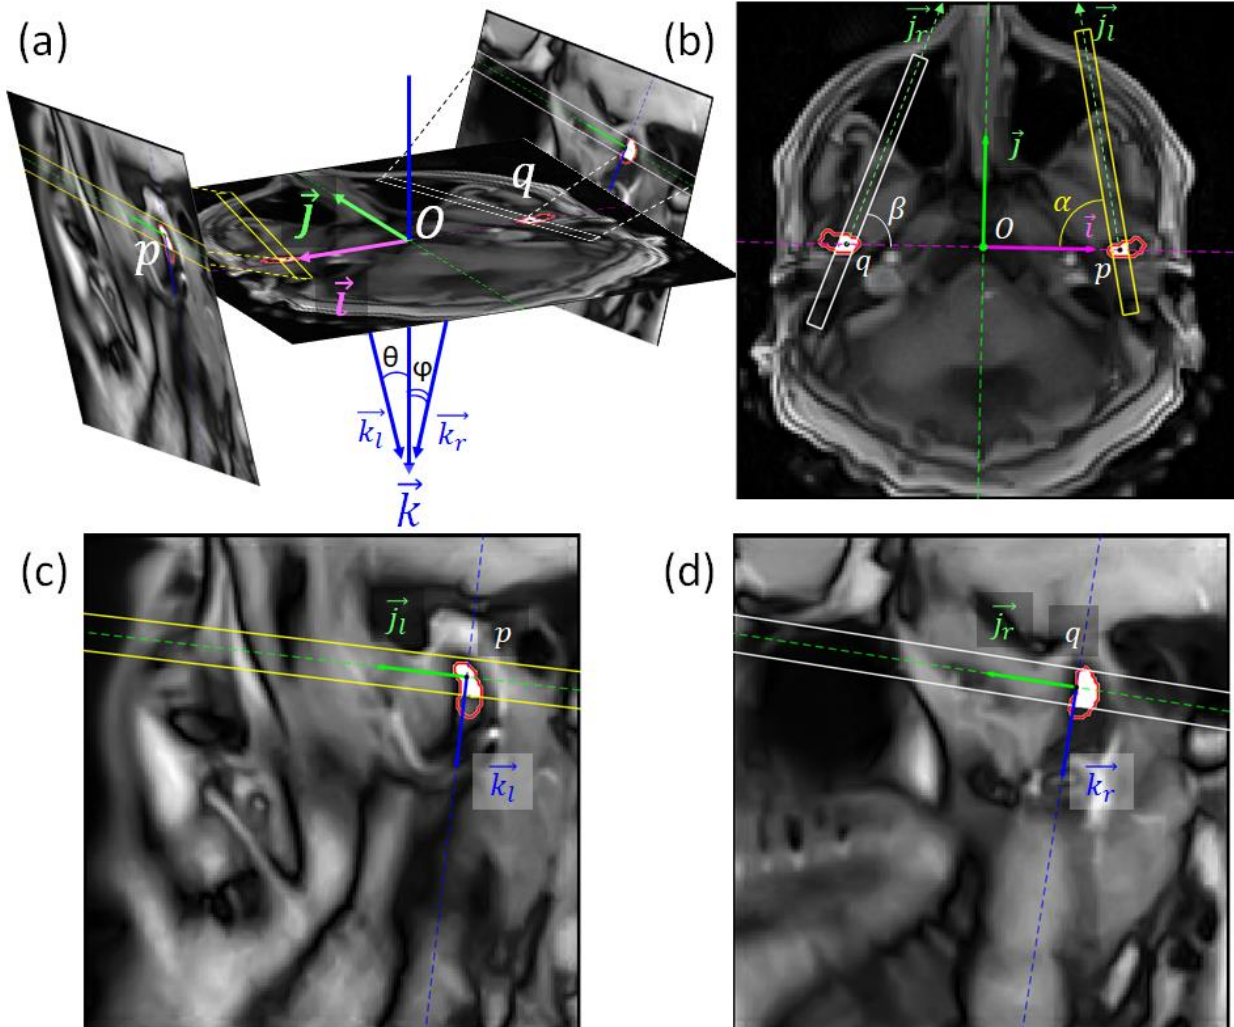 (a)
p
q
O
j
i
θ
φ
k_l
k_r
k
(b)
j_r
j_l
j
β
α
O
i
q
p
(c)
j_l
p
k_l
(d)
j_r
q
k_r